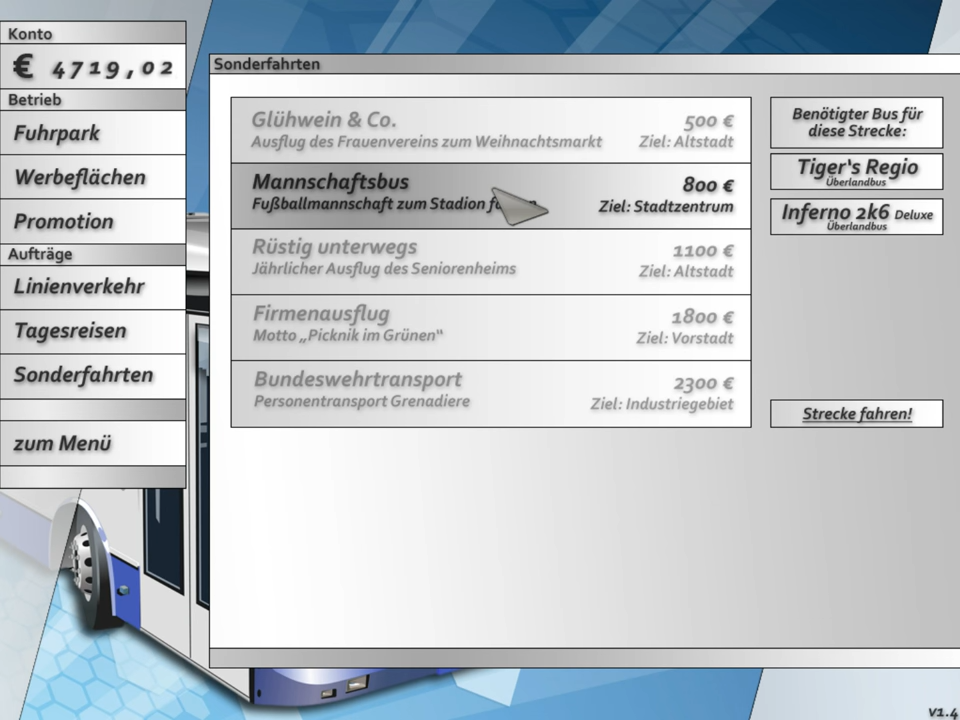 Konto
€ 4719,02
Betrieb
Fuhrpark
Werbeflächen
Promotion
Aufträge
Linienverkehr
Tagesreisen
Sonderfahrten
zum Menü
Sonderfahrten
Glühwein & Co. 500 €
Ausflug des Frauenvereins zum Weihnachtsmarkt Ziel: Altstadt
Mannschaftsbus 800 €
Fußballmannschaft zum Stadion Ziel: Stadtzentrum
Rüstig unterwegs 1100 €
Jährlicher Ausflug des Seniorenheims Ziel: Altstadt
Firmenausflug 1800 €
Motto „Picknik im Grünen“ Ziel: Vorstadt
Bundeswehrtransport 2300 €
Personentransport Grenadiere Ziel: Industriegebiet
Benötigter Bus für
diese Strecke:
Tiger's Regio
Überlandbus
Inferno 2k6 Deluxe
Überlandbus
Strecke fahren!
v1.4